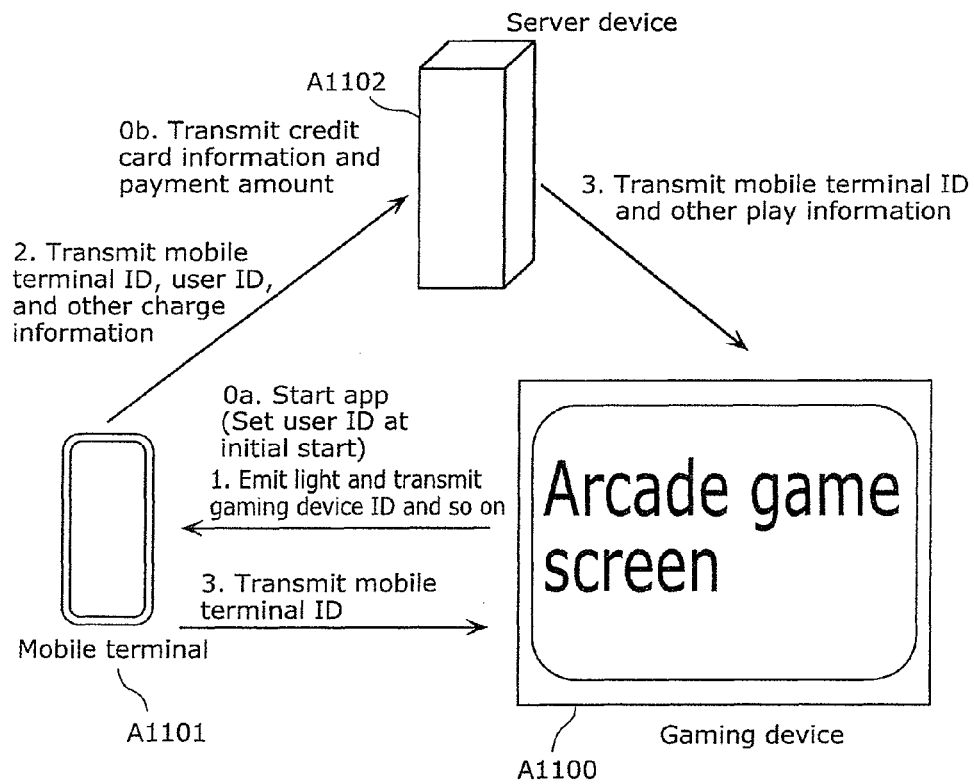 Server device
A1102
0b. Transmit credit
card information and
payment amount
3. Transmit mobile terminal ID
and other play information
2. Transmit mobile
terminal ID, user ID,
and other charge
information
0a. Start app
(Set user ID at
initial start)
1. Emit light and transmit
gaming device ID and so on
Arcade game
screen
3. Transmit mobile
terminal ID
Mobile terminal
A1101
Gaming device
A1100